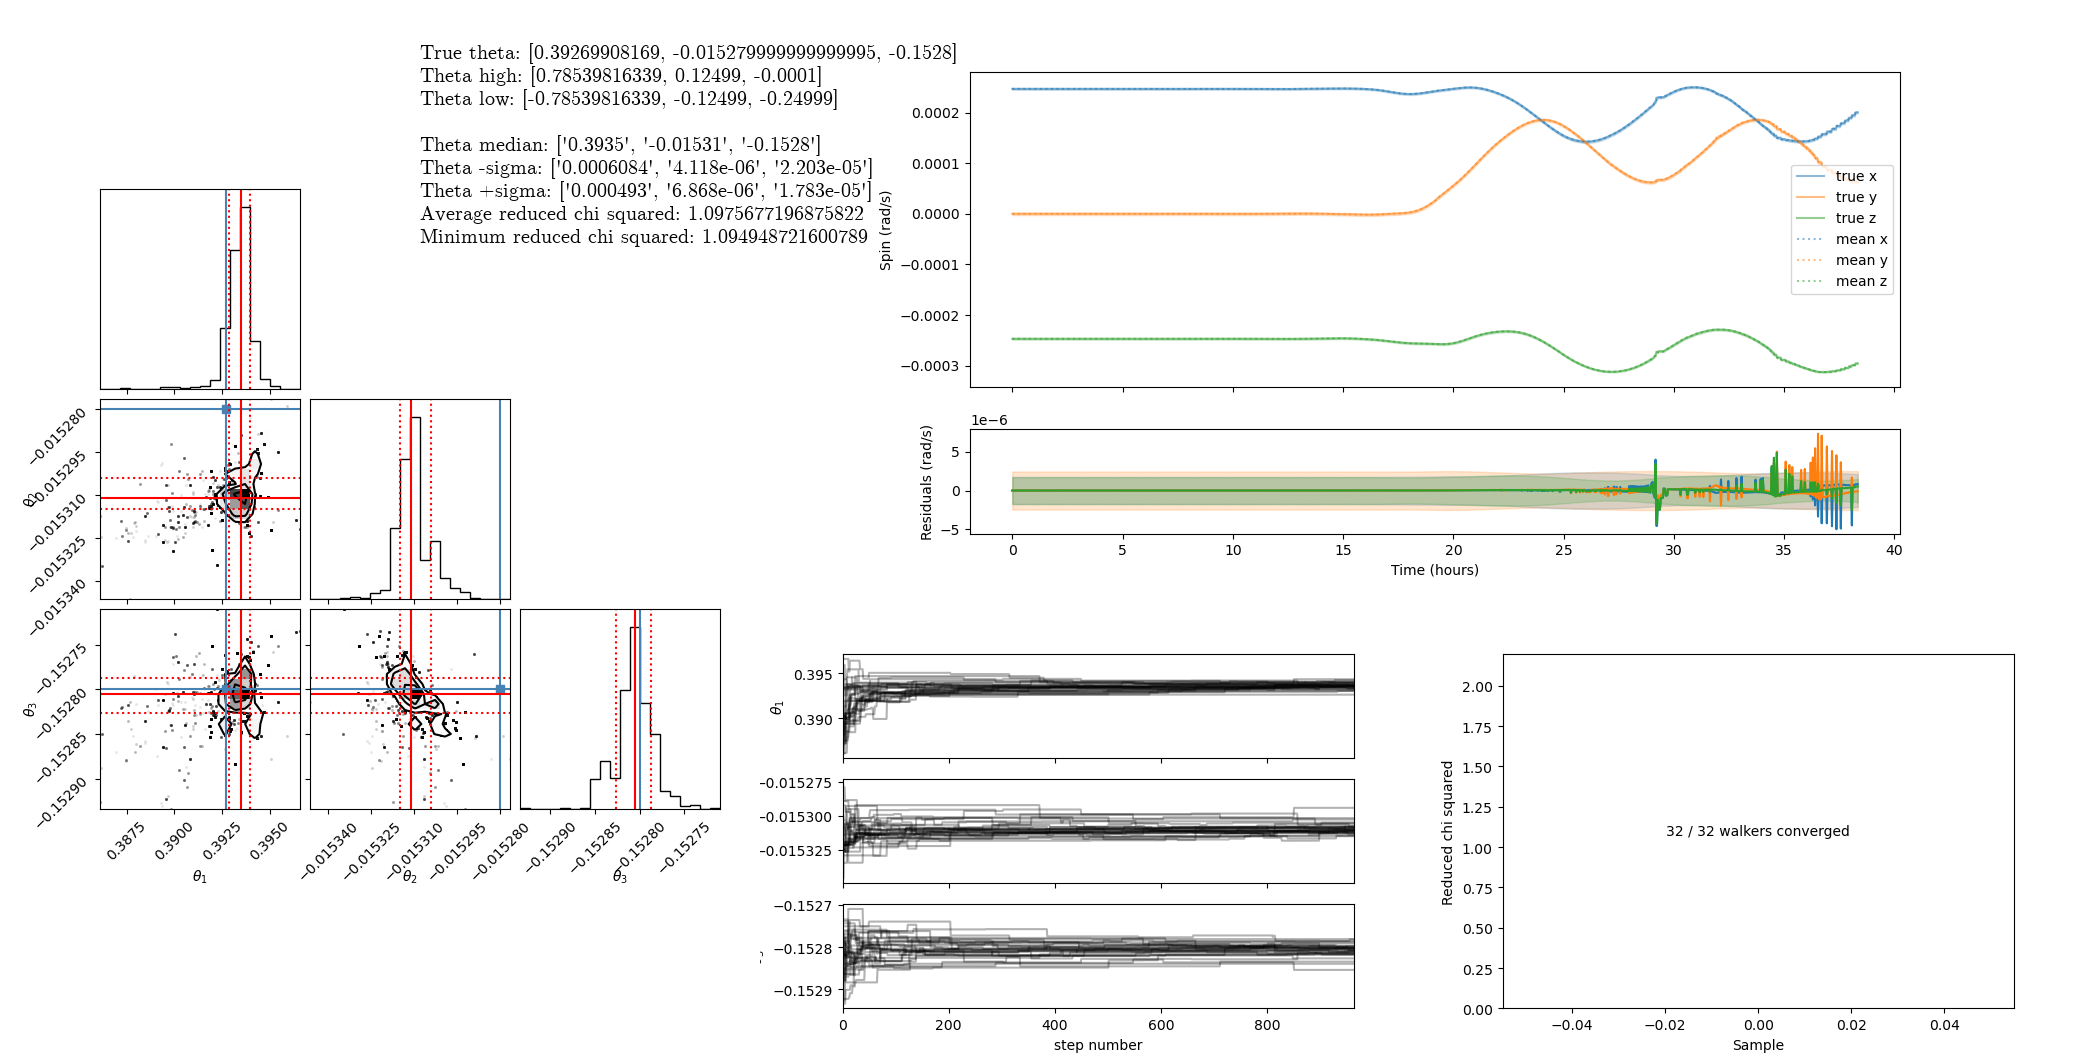 True theta: [0.39269908169, -0.015279999999999995, -0.1528]
Theta high: [0.78539816339, 0.12499, -0.0001]
Theta low: [-0.78539816339, -0.12499, -0.24999]
Theta median: ['0.3935', '-0.01531', '-0.1528']
Theta -sigma: ['0.0006084', '4.118e-06', '2.203e-05']
Theta +sigma: ['0.000493', '6.868e-06', '1.783e-05']
Average reduced chi squared: 1.0975677196875822
Minimum reduced chi squared: 1.094948721600789
0.0002
0.0001
0.0000
−0.0001
−0.0002
−0.0003
Spin (rad/s)
true x
true y
true z
mean x
mean y
mean z
1e−6
5
0
−5
Residuals (rad/s)
0 5 10 15 20 25 30 35 40
Time (hours)
−0.015280
−0.015295
−0.015310
−0.015325
−0.015340
θ2
−0.15275
−0.15280
−0.15285
−0.15290
θ3
0.3875 0.3900 0.3925 0.3950
θ1
−0.015340 −0.015325 −0.015310 −0.015295 −0.015280
θ2
−0.15290 −0.15285 −0.15280 −0.15275
θ3
0.395
0.390
θ1
−0.015275
−0.015300
−0.015325
−0.1527
−0.1528
−0.1529
0 200 400 600 800
step number
2.00
1.75
1.50
1.25
1.00
0.75
0.50
0.25
0.00
Reduced chi squared
32 / 32 walkers converged
−0.04 −0.02 0.00 0.02 0.04
Sample